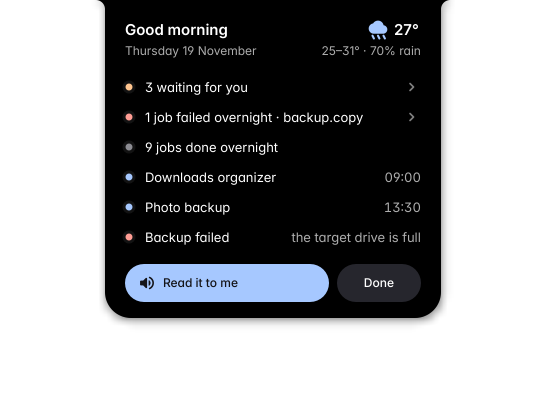 Good morning
27°
Thursday 19 November
25–31° · 70% rain
3 waiting for you
1 job failed overnight · backup.copy
9 jobs done overnight
Downloads organizer 09:00
Photo backup 13:30
Backup failed the target drive is full
Read it to me
Done